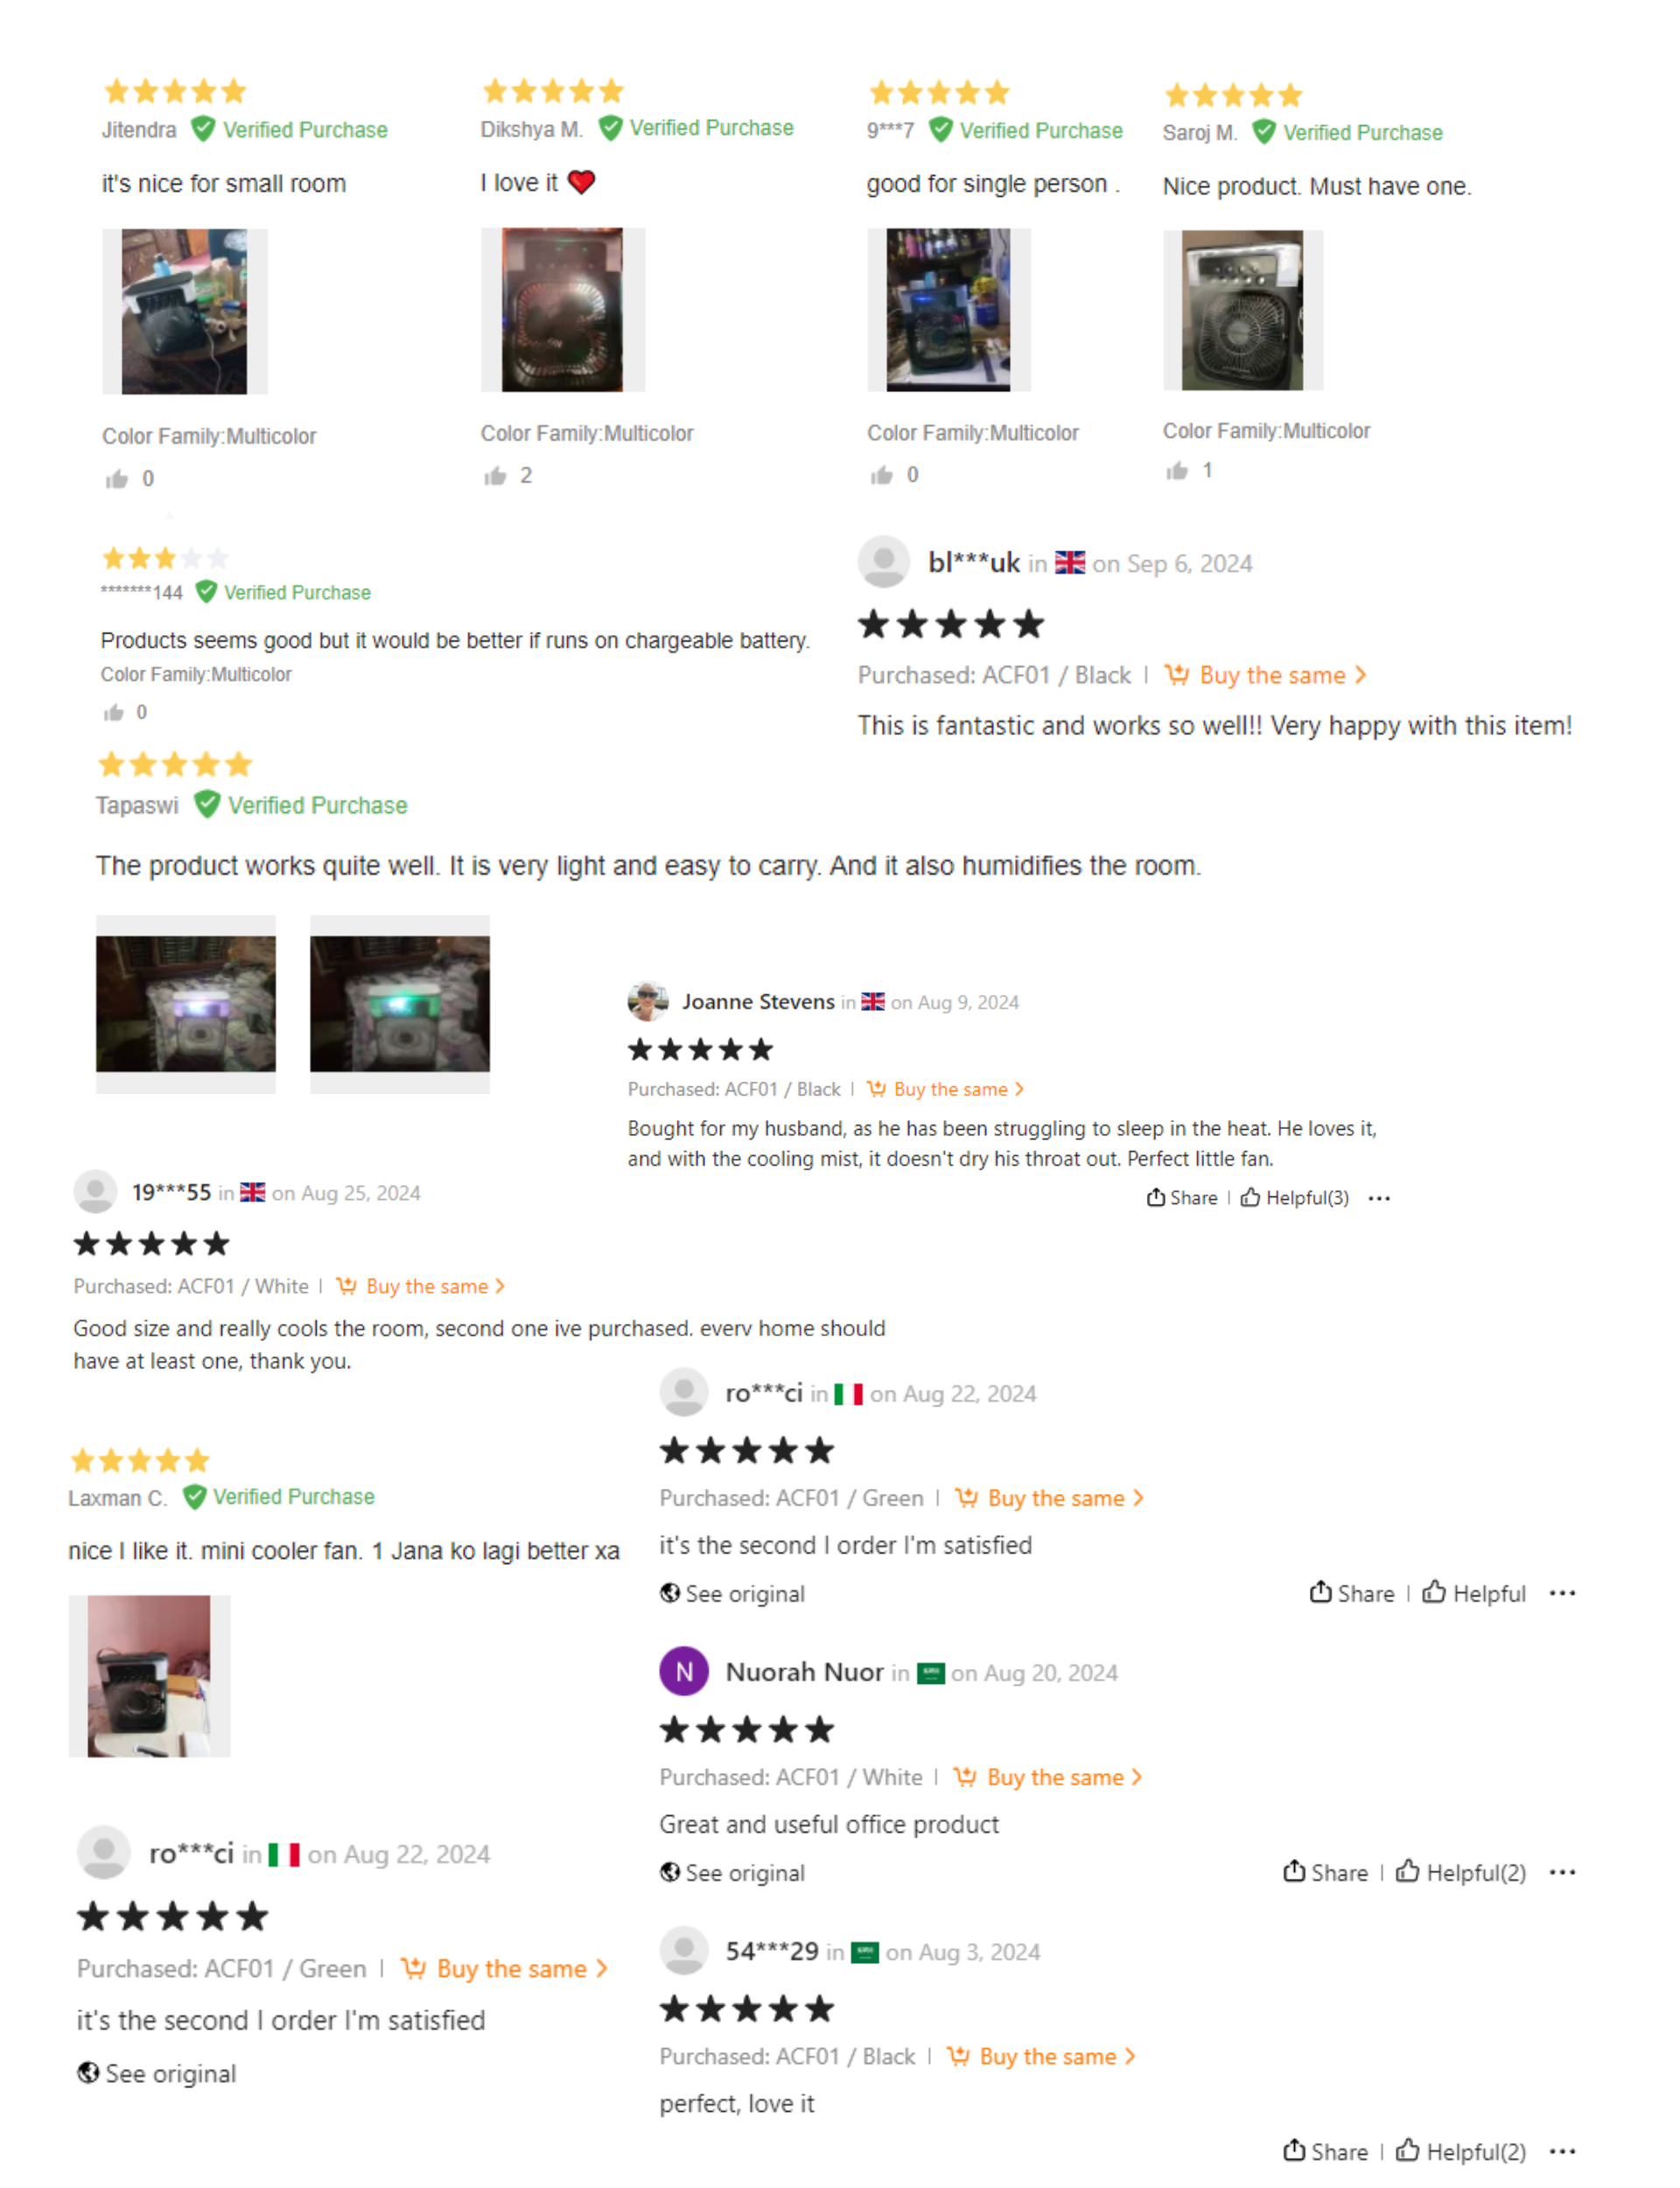 Jitendra Verified Purchase
it's nice for small room
Color Family:Multicolor
0
Dikshya M. Verified Purchase
I love it ❤
Color Family:Multicolor
2
9***7 Verified Purchase
good for single person .
Color Family:Multicolor
0
Saroj M. Verified Purchase
Nice product. Must have one.
Color Family:Multicolor
1
*******144 Verified Purchase
Products seems good but it would be better if runs on chargeable battery.
Color Family:Multicolor
0
bl***uk in on Sep 6, 2024
Purchased: ACF01 / Black | Buy the same >
This is fantastic and works so well!! Very happy with this item!
Tapaswi Verified Purchase
The product works quite well. It is very light and easy to carry. And it also humidifies the room.
Joanne Stevens in on Aug 9, 2024
Purchased: ACF01 / Black | Buy the same >
Bought for my husband, as he has been struggling to sleep in the heat. He loves it,
and with the cooling mist, it doesn't dry his throat out. Perfect little fan.
Share | Helpful(3) ...
19***55 in on Aug 25, 2024
Purchased: ACF01 / White | Buy the same >
Good size and really cools the room, second one ive purchased. every home should
have at least one, thank you.
ro***ci in on Aug 22, 2024
Purchased: ACF01 / Green | Buy the same >
it's the second I order I'm satisfied
See original
Share | Helpful ...
Laxman C. Verified Purchase
nice I like it. mini cooler fan. 1 Jana ko lagi better xa
Nuorah Nuor in on Aug 20, 2024
N
Purchased: ACF01 / White | Buy the same >
Great and useful office product
See original
Share | Helpful(2) ...
ro***ci in on Aug 22, 2024
Purchased: ACF01 / Green | Buy the same >
it's the second I order I'm satisfied
See original
54***29 in on Aug 3, 2024
Purchased: ACF01 / Black | Buy the same >
perfect, love it
Share | Helpful(2) ...